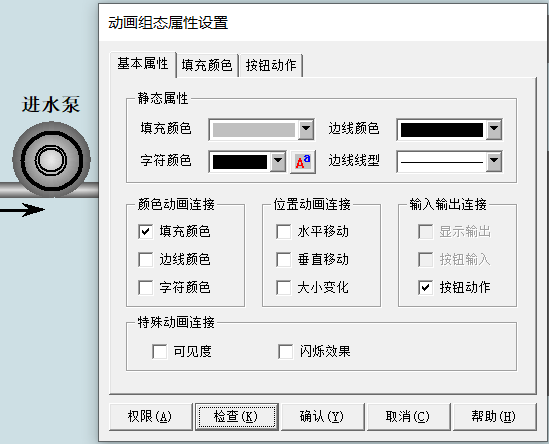 动画组态属性设置
基本属性 填充颜色 按钮动作
进水泵
静态属性
填充颜色 边线颜色
字符颜色 Aa 边线线型
颜色动画连接 位置动画连接 输入输出连接
填充颜色 水平移动 显示输出
边线颜色 垂直移动 按钮输入
字符颜色 大小变化 按钮动作
特殊动画连接
可见度 闪烁效果
权限(A) 检查(K) 确认(Y) 取消(C) 帮助(H)